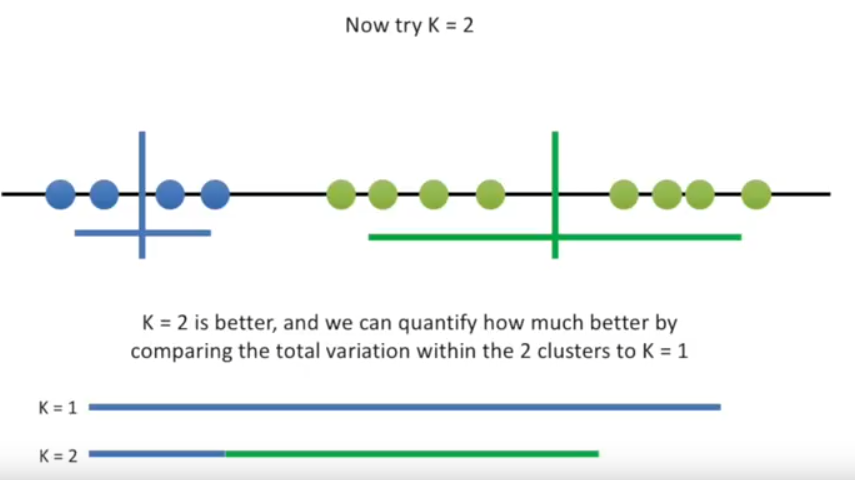 Now try K = 2
K = 2 is better, and we can quantify how much better by
comparing the total variation within the 2 clusters to K = 1
K = 1
K = 2